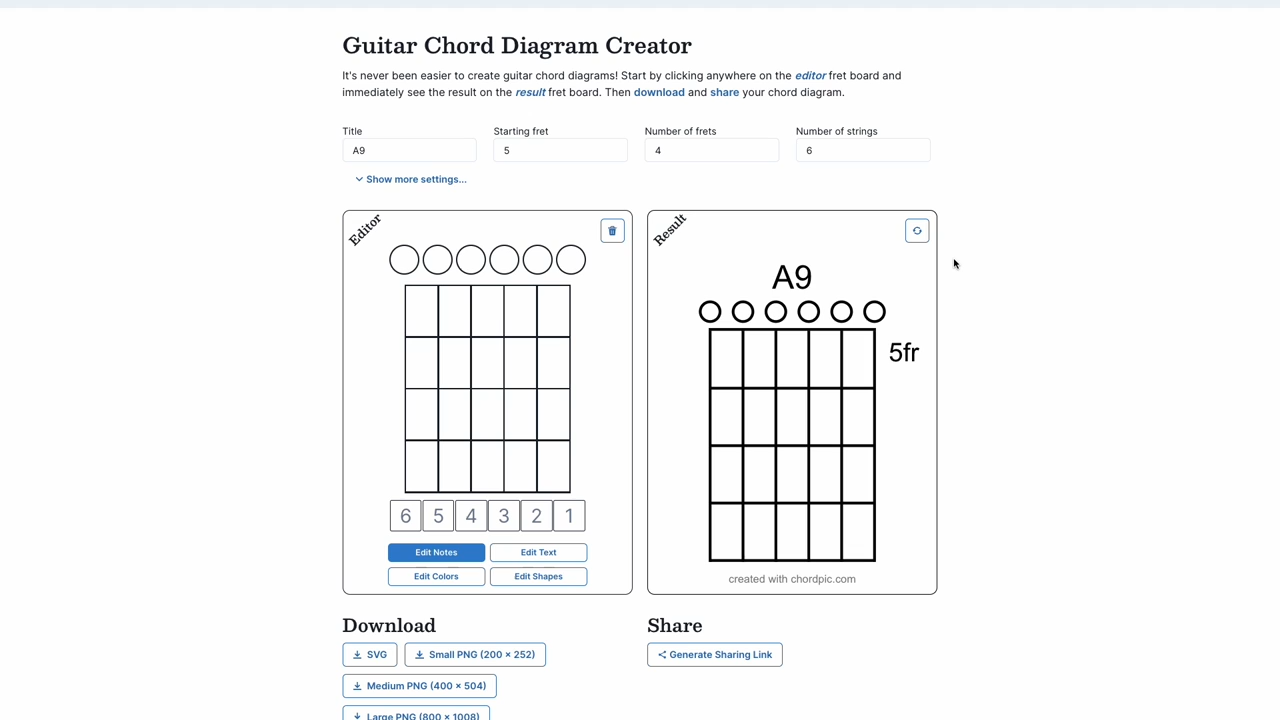 Guitar Chord Diagram Creator
It's never been easier to create guitar chord diagrams! Start by clicking anywhere on the editor fret board and
immediately see the result on the result fret board. Then download and share your chord diagram.
Title Starting fret Number of frets Number of strings
A9 5 4 6
Show more settings...
Editor
6 5 4 3 2 1
Edit Notes Edit Text
Edit Colors Edit Shapes
Result
A9
5fr
created with chordpic.com
Download
SVG Small PNG (200 × 252)
Medium PNG (400 × 504)
Large PNG (800 × 1008)
Share
Generate Sharing Link